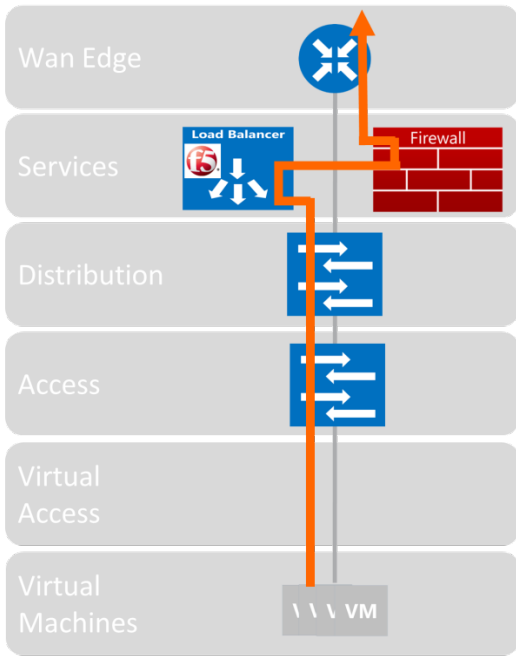 Wan Edge
Load Balancer
Firewall
Services
f5
Distribution
Access
Virtual
Access
Virtual
Machines
V V V VM